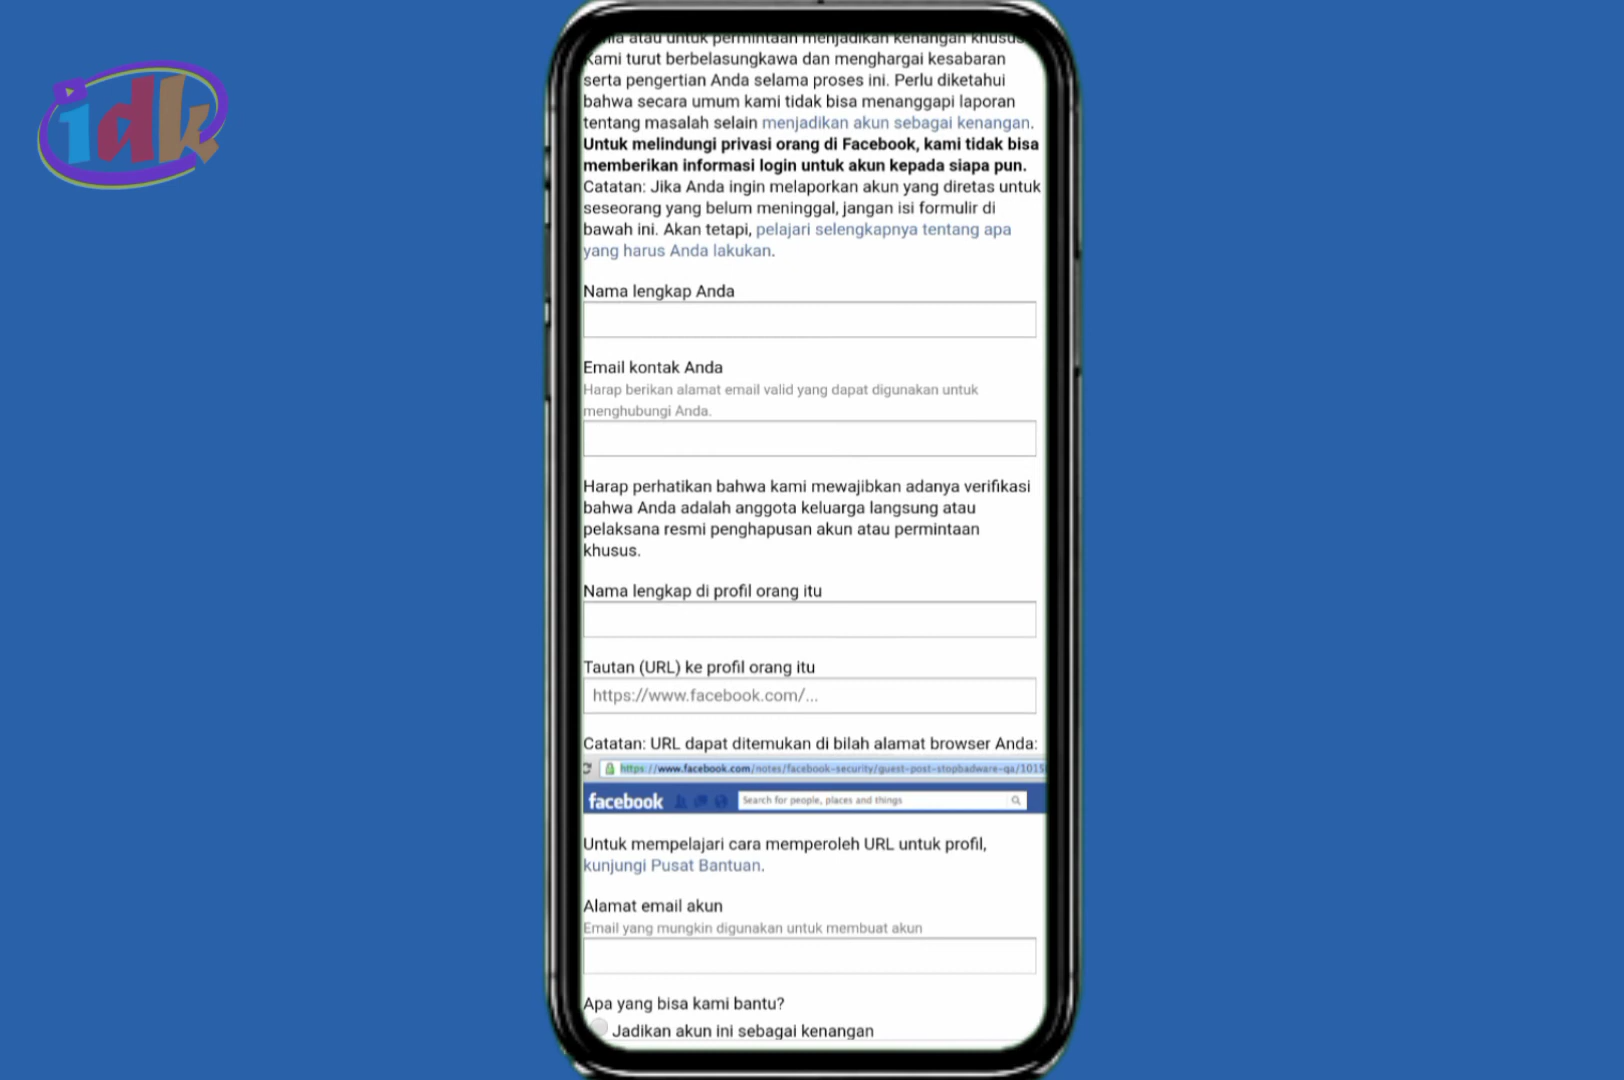 idk
atau untuk permintaan menjadikan kenangan khusus
Kami turut berbelasungkawa dan menghargai kesabaran
serta pengertian Anda selama proses ini. Perlu diketahui
bahwa secara umum kami tidak bisa menanggapi laporan
tentang masalah selain menjadikan akun sebagai kenangan.
Untuk melindungi privasi orang di Facebook, kami tidak bisa
memberikan informasi login untuk akun kepada siapa pun.
Catatan: Jika Anda ingin melaporkan akun yang diretas untuk
seseorang yang belum meninggal, jangan isi formulir di
bawah ini. Akan tetapi, pelajari selengkapnya tentang apa
yang harus Anda lakukan.
Nama lengkap Anda
Email kontak Anda
Harap berikan alamat email valid yang dapat digunakan untuk
menghubungi Anda.
Harap perhatikan bahwa kami mewajibkan adanya verifikasi
bahwa Anda adalah anggota keluarga langsung atau
pelaksana resmi penghapusan akun atau permintaan
khusus.
Nama lengkap di profil orang itu
Tautan (URL) ke profil orang itu
https://www.facebook.com/...
Catatan: URL dapat ditemukan di bilah alamat browser Anda:
https://www.facebook.com/notes/facebook-security/guest-post-stopbadware-qa/1015
facebook Search for people, places and things
Untuk mempelajari cara memperoleh URL untuk profil,
kunjungi Pusat Bantuan.
Alamat email akun
Email yang mungkin digunakan untuk membuat akun
Apa yang bisa kami bantu?
Jadikan akun ini sebagai kenangan